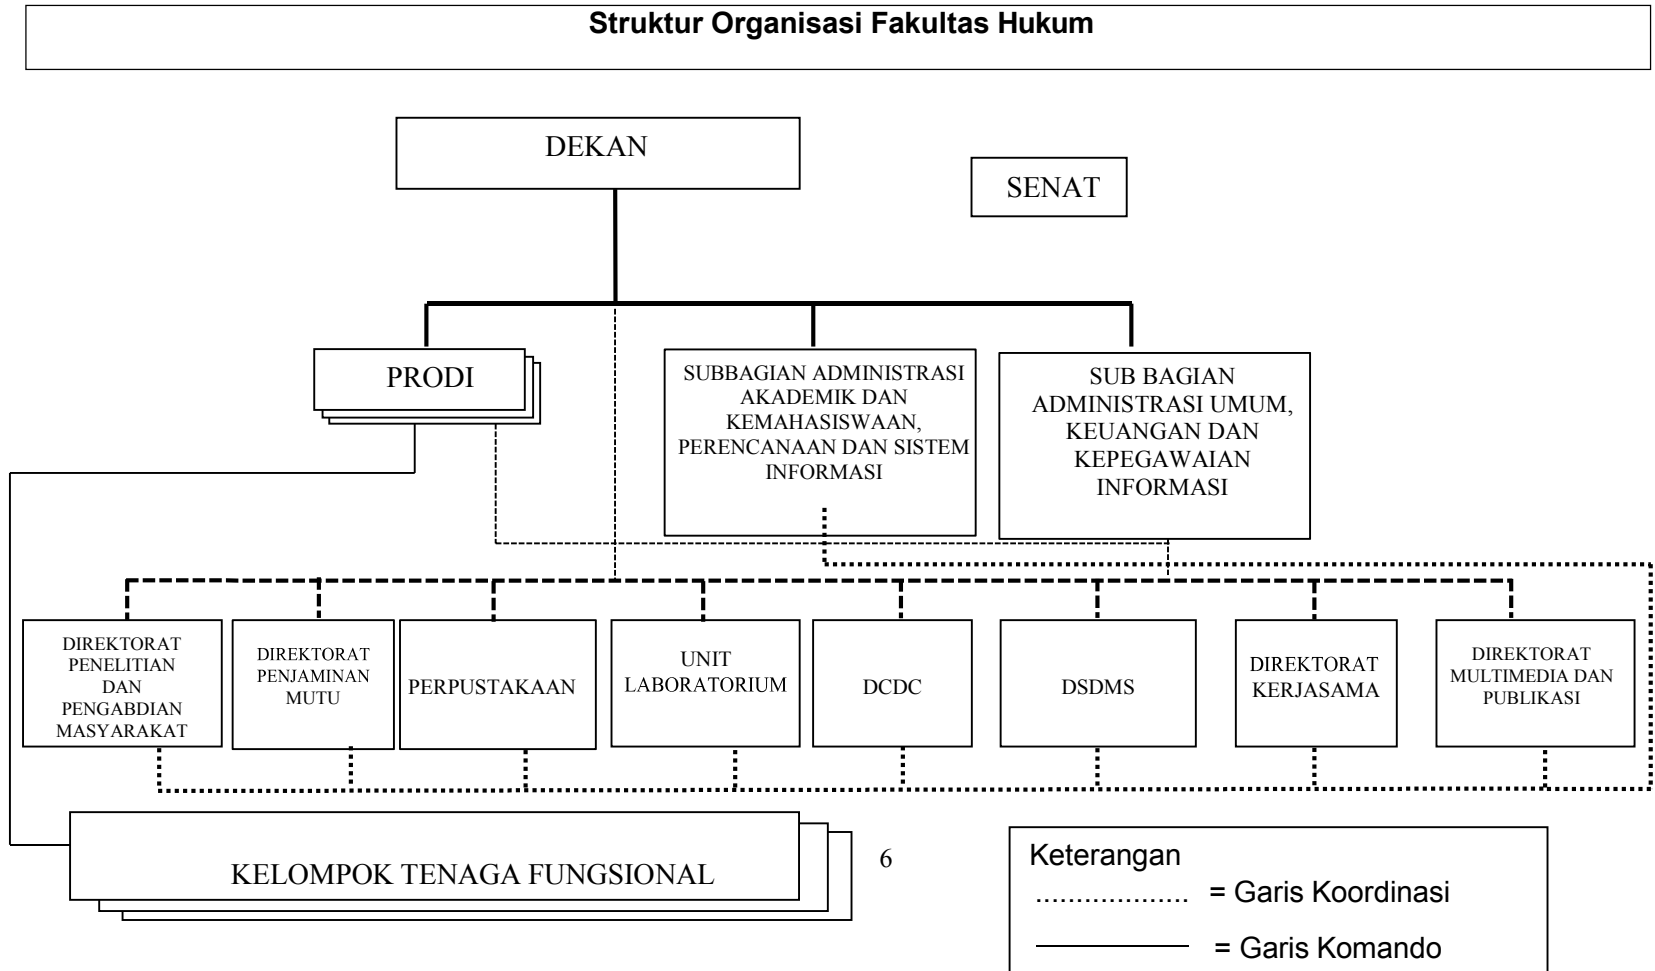 Struktur Organisasi Fakultas Hukum
DEKAN
SENAT
PRODI
SUBBAGIAN ADMINISTRASI
AKADEMIK DAN
KEMAHASISWAAN,
PERENCANAAN DAN SISTEM
INFORMASI
SUB BAGIAN
ADMINISTRASI UMUM,
KEUANGAN DAN
KEPEGAWAIAN
INFORMASI
DIREKTORAT
PENELITIAN
DAN
PENGABDIAN
MASYARAKAT
DIREKTORAT
PENJAMINAN
MUTU
PERPUSTAKAAN
UNIT
LABORATORIUM
DCDC
DSDMS
DIREKTORAT
KERJASAMA
DIREKTORAT
MULTIMEDIA DAN
PUBLIKASI
KELOMPOK TENAGA FUNGSIONAL
6
Keterangan
................... = Garis Koordinasi
= Garis Komando